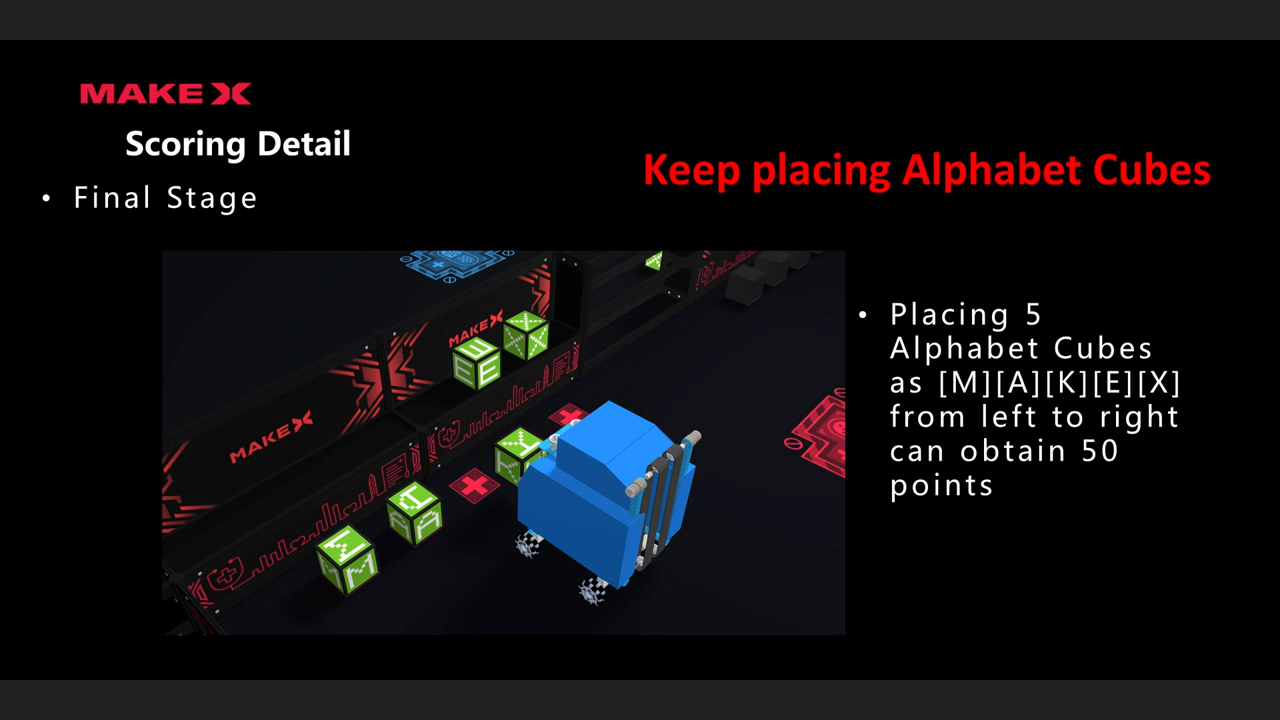 MAKE X
Scoring Detail
• Final Stage
Keep placing Alphabet Cubes
MAKE X
MAKE X
E
E E
X
X X
K
K
A
A A
M
M M
• Placing 5
Alphabet Cubes
as [M][A][K][E][X]
from left to right
can obtain 50
points